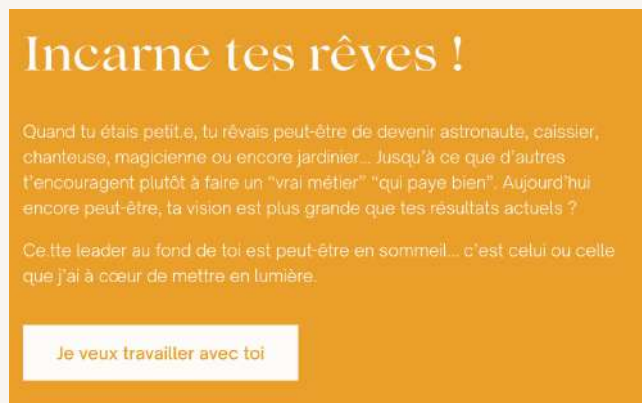 Incarne tes rêves !
Quand tu étais petit.e, tu rêvais peut-être de devenir astronaute, caissier,
chanteuse, magicienne ou encore jardinier... Jusqu'à ce que d'autres
t'encouragent plutôt à faire un “vrai métier” “qui paye bien”. Aujourd'hui
encore peut-être, ta vision est plus grande que tes résultats actuels ?
Ce.tte leader au fond de toi est peut-être en sommeil... c'est celui ou celle
que j'ai à cœur de mettre en lumière.
Je veux travailler avec toi